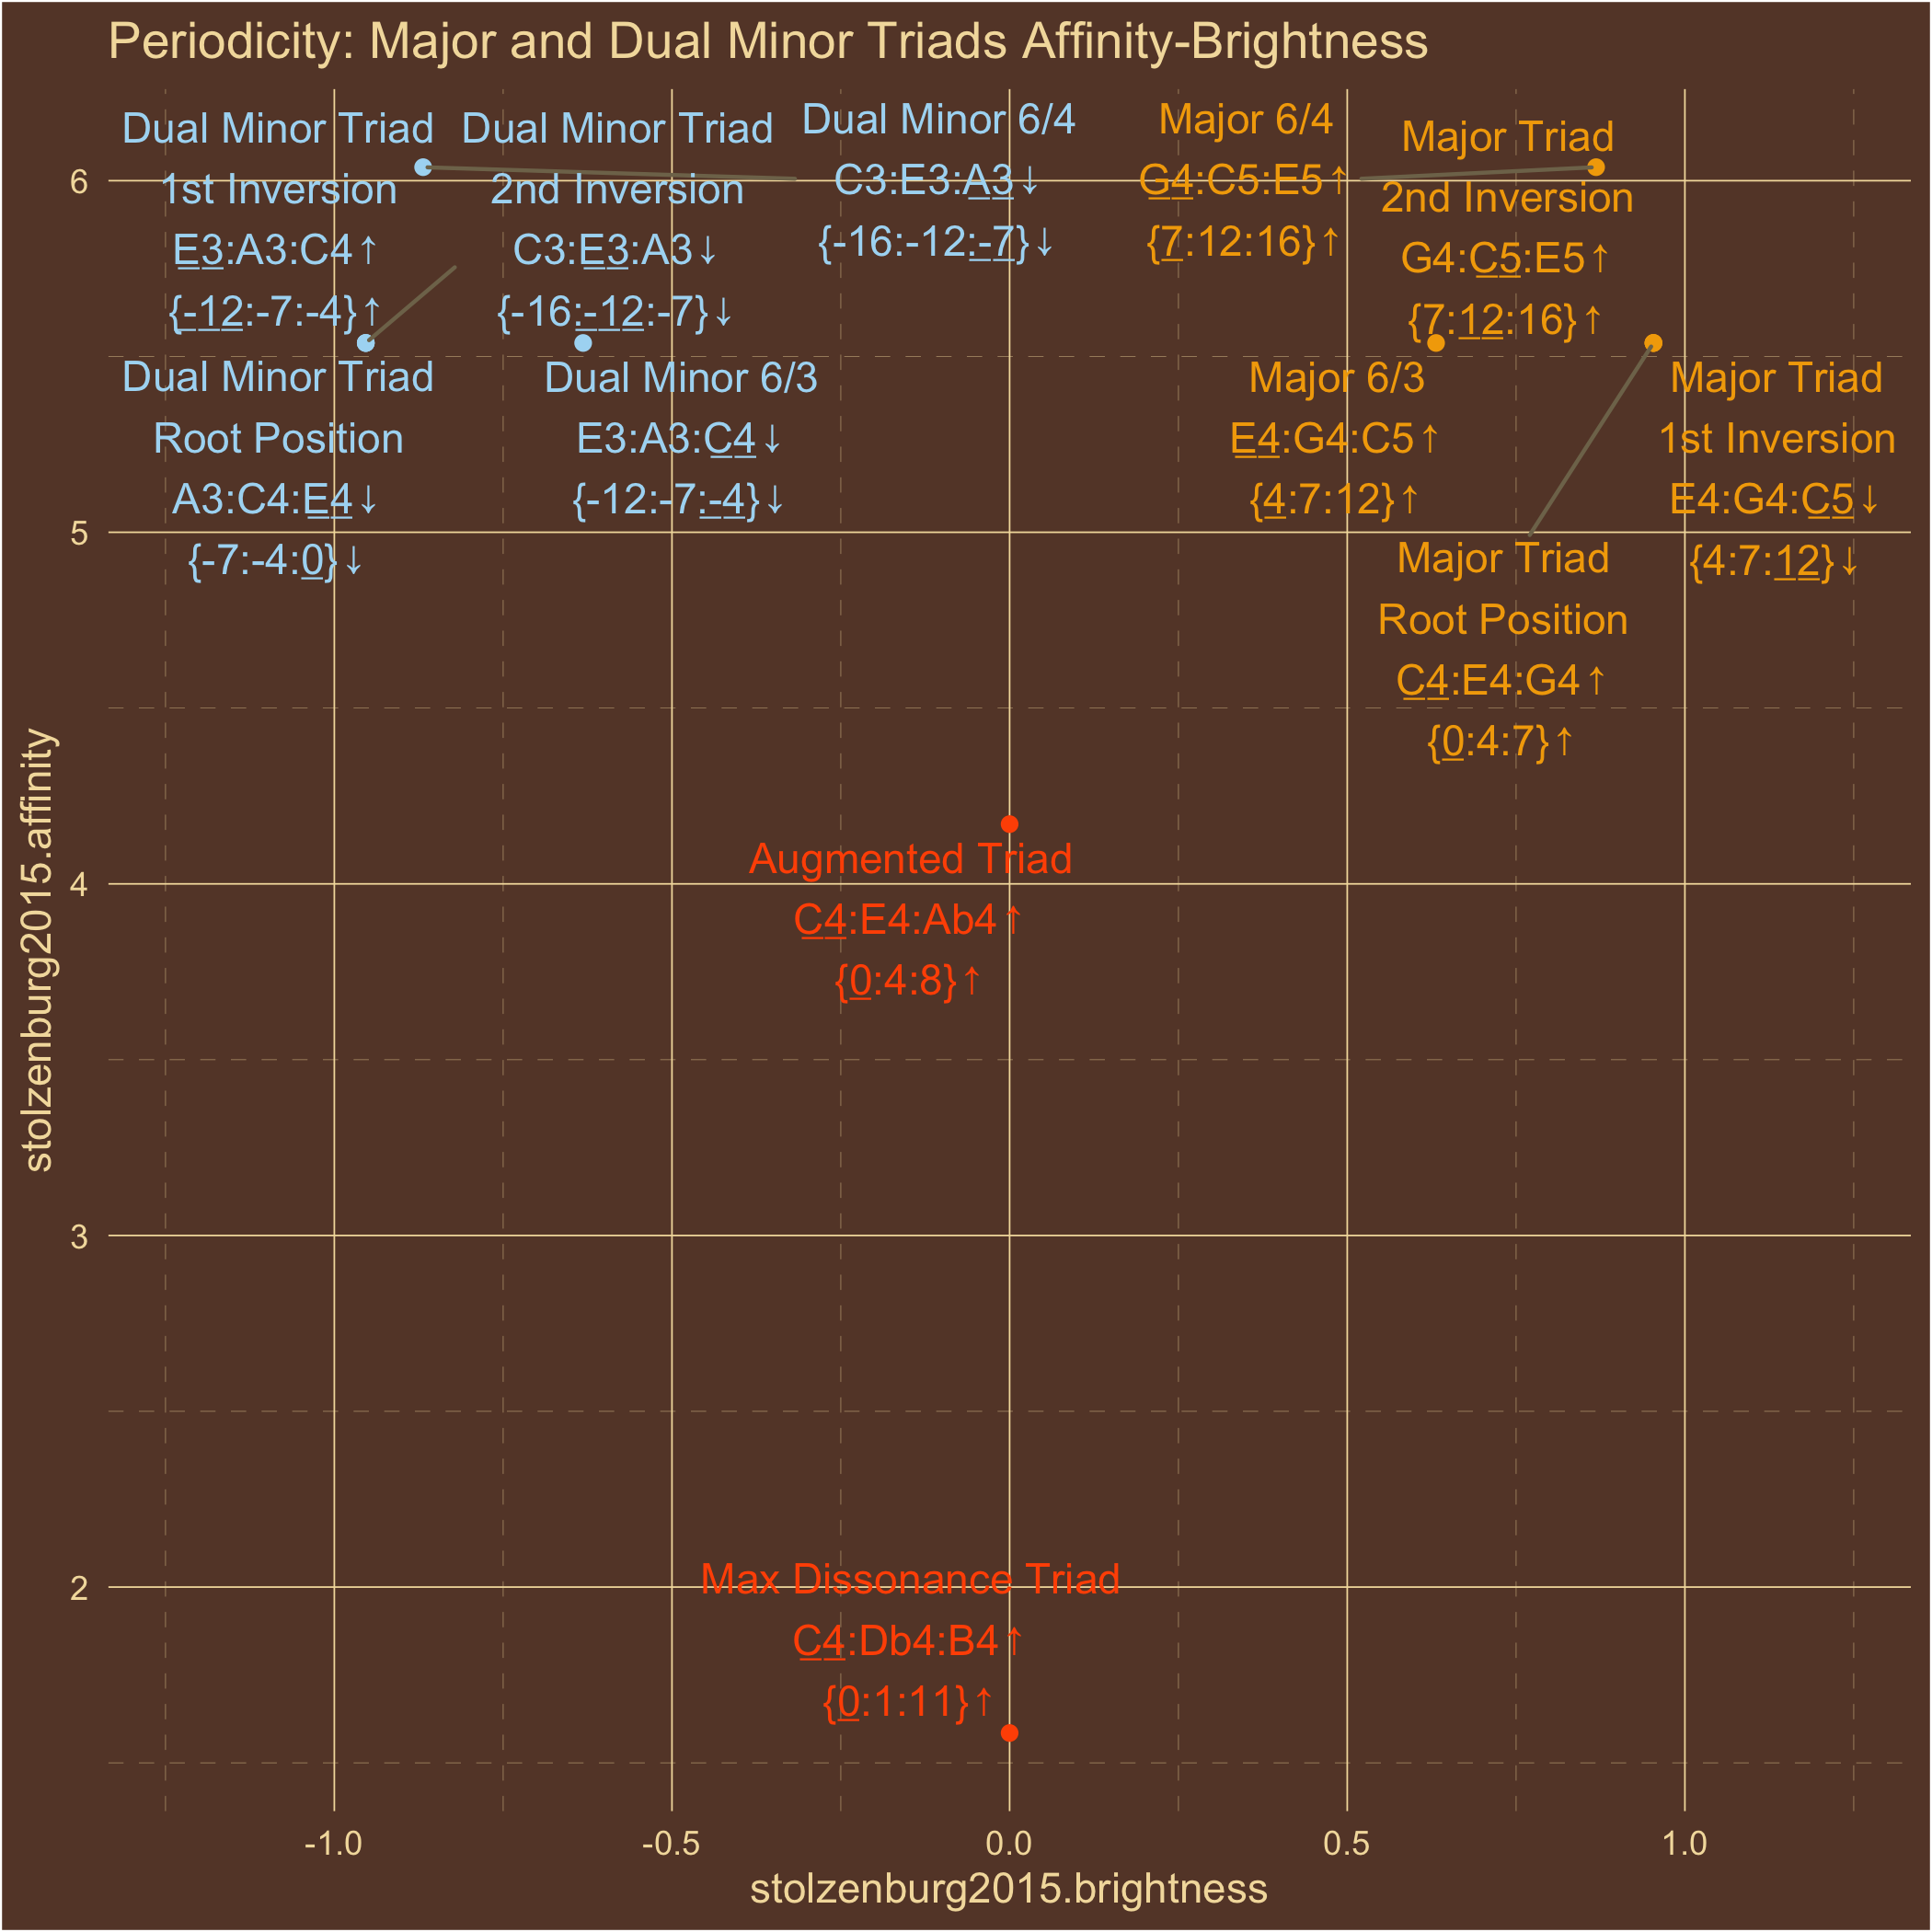 Periodicity: Major and Dual Minor Triads Affinity-Brightness
Dual Minor Triad
1st Inversion
E3:A3:C4↑
{-12:-7:-4}↑
Dual Minor Triad
2nd Inversion
C3:E3:A3↓
{-16:-12:-7}↓
Dual Minor 6/4
C3:E3:A3↓
{-16:-12:-7}↓
Major 6/4
G4:C5:E5↑
{7:12:16}↑
Major Triad
2nd Inversion
G4:C5:E5↑
{7:12:16}↑
Dual Minor Triad
Root Position
A3:C4:E4↓
{-7:-4:0}↓
Dual Minor 6/3
E3:A3:C4↓
{-12:-7:-4}↓
Major 6/3
E4:G4:C5↑
{4:7:12}↑
Major Triad
1st Inversion
E4:G4:C5↓
{4:7:12}↓
Major Triad
Root Position
C4:E4:G4↑
{0:4:7}↑
Augmented Triad
C4:E4:Ab4↑
{0:4:8}↑
Max Dissonance Triad
C4:Db4:B4↑
{0:1:11}↑
stolzenburg2015.affinity
6
5
4
3
2
-1.0
-0.5
0.0
0.5
1.0
stolzenburg2015.brightness